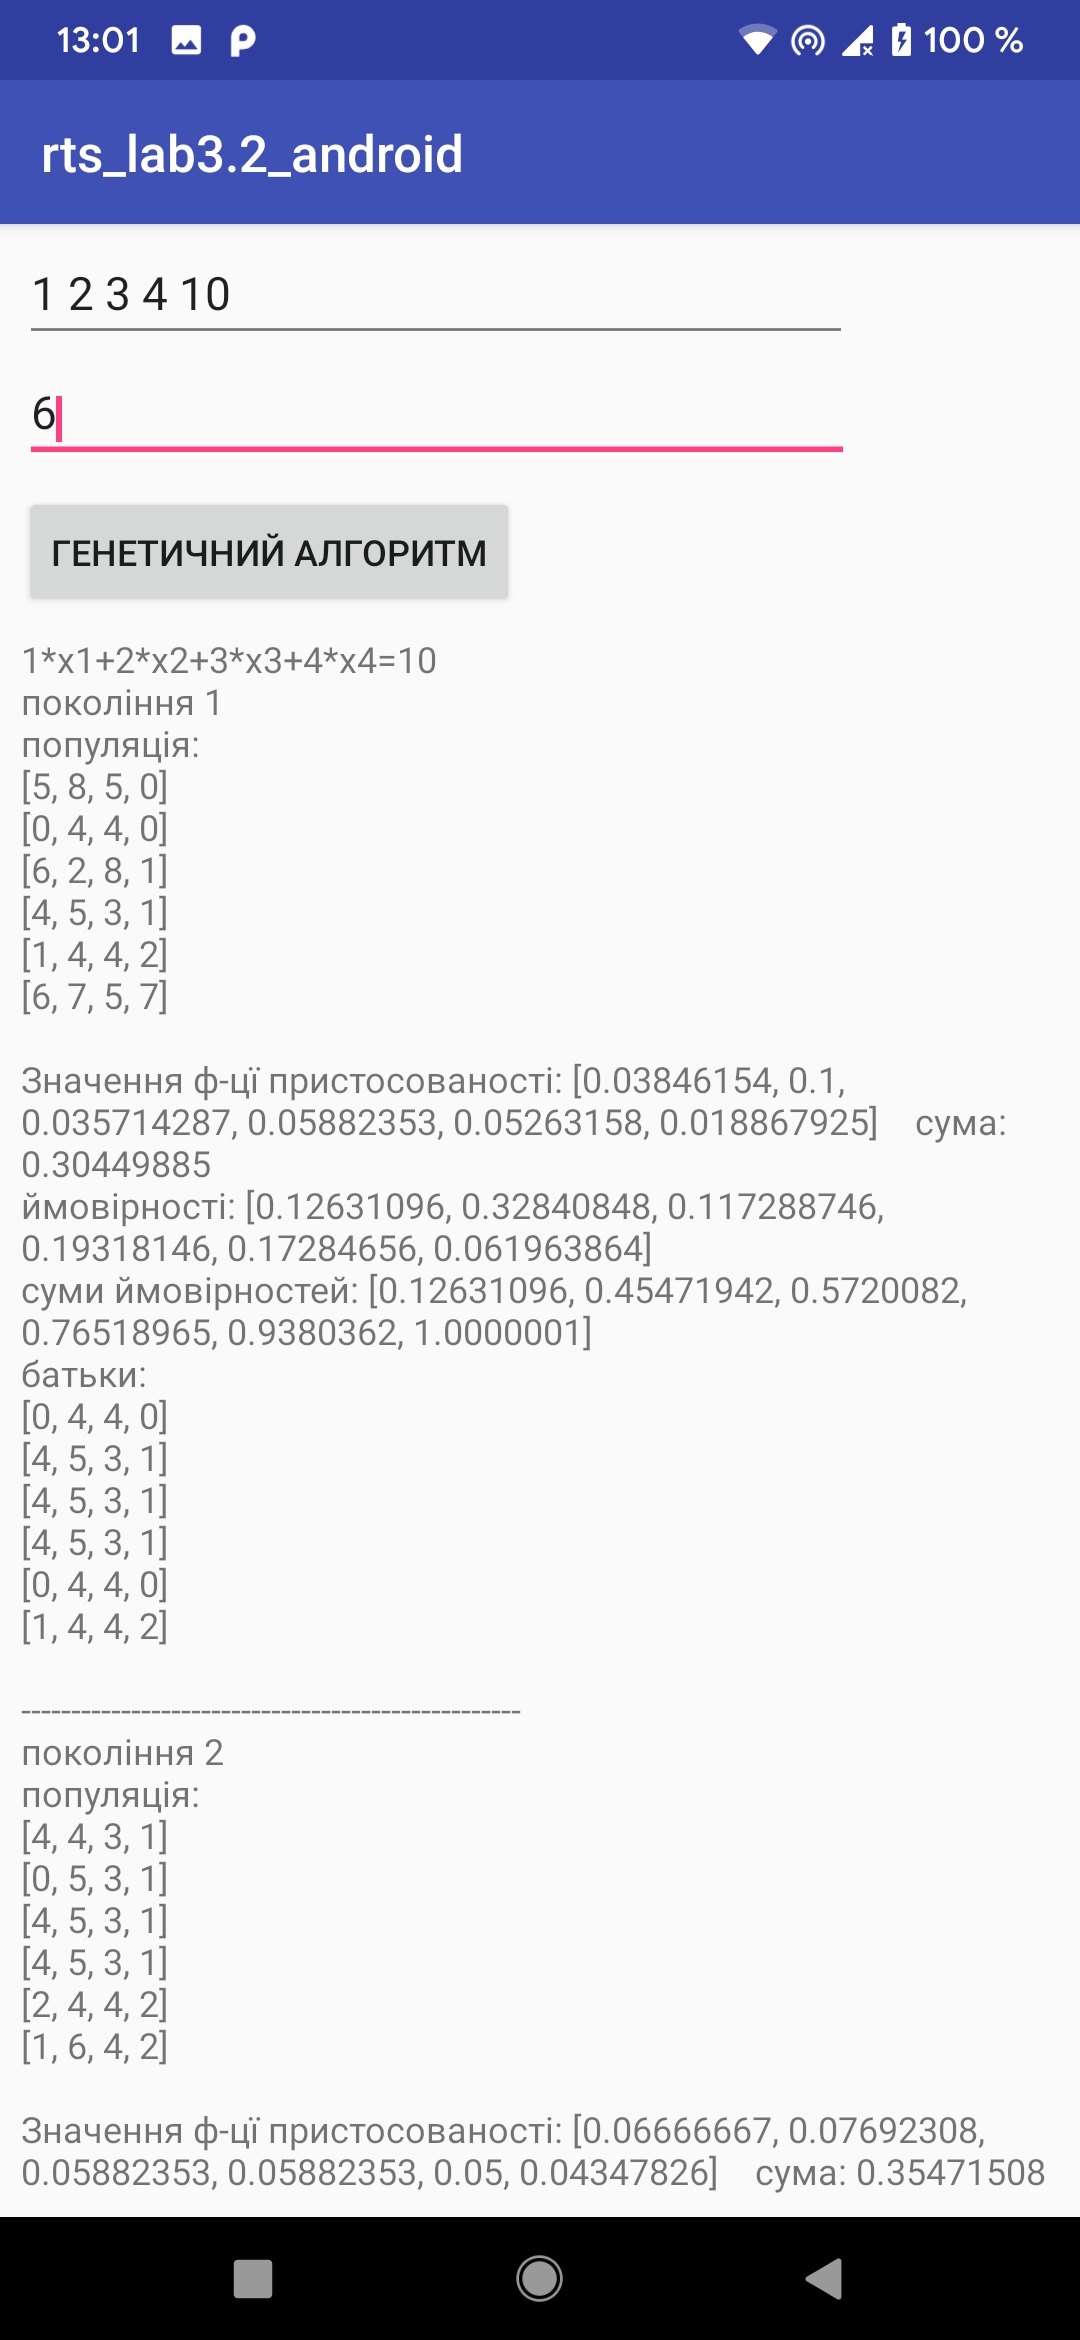 13:01
100 %
rts_lab3.2_android
1 2 3 4 10
6
ГЕНЕТИЧНИЙ АЛГОРИТМ
1*x1+2*x2+3*x3+4*x4=10
покоління 1
популяція:
[5, 8, 5, 0]
[0, 4, 4, 0]
[6, 2, 8, 1]
[4, 5, 3, 1]
[1, 4, 4, 2]
[6, 7, 5, 7]
Значення ф-цї пристосованості: [0.03846154, 0.1,
0.035714287, 0.05882353, 0.05263158, 0.018867925]    сума:
0.30449885
ймовірності: [0.12631096, 0.32840848, 0.117288746,
0.19318146, 0.17284656, 0.061963864]
суми ймовірностей: [0.12631096, 0.45471942, 0.5720082,
0.76518965, 0.9380362, 1.0000001]
батьки:
[0, 4, 4, 0]
[4, 5, 3, 1]
[4, 5, 3, 1]
[4, 5, 3, 1]
[0, 4, 4, 0]
[1, 4, 4, 2]
--------------------------------------------------
покоління 2
популяція:
[4, 4, 3, 1]
[0, 5, 3, 1]
[4, 5, 3, 1]
[4, 5, 3, 1]
[2, 4, 4, 2]
[1, 6, 4, 2]
Значення ф-цї пристосованості: [0.06666667, 0.07692308,
0.05882353, 0.05882353, 0.05, 0.04347826]    сума: 0.35471508